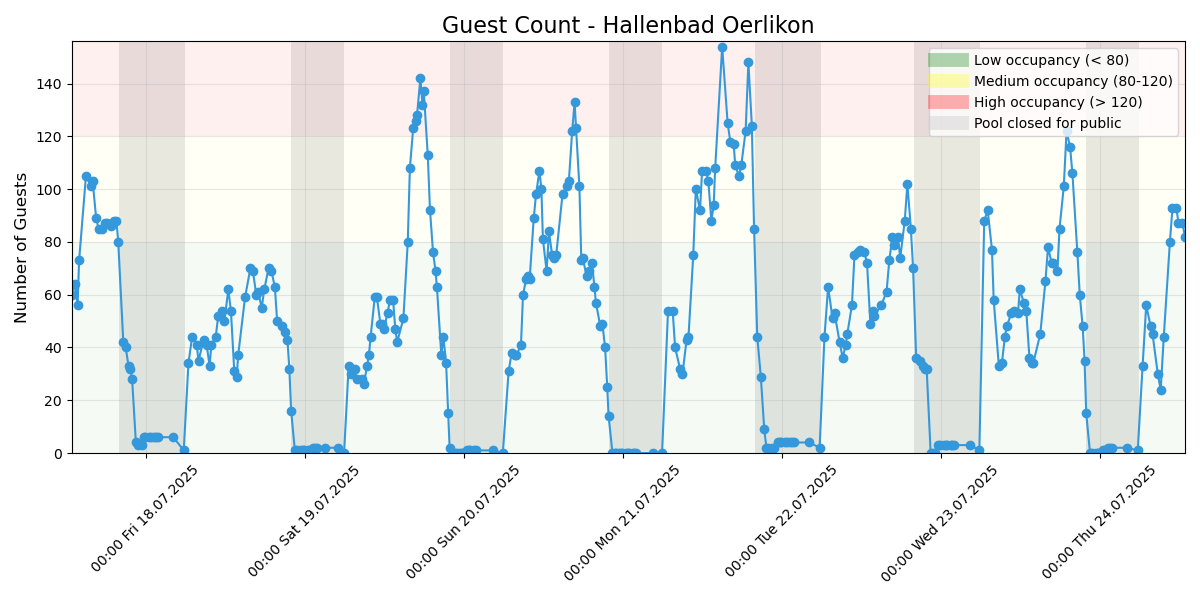 Guest Count - Hallenbad Oerlikon
Low occupancy (< 80)
Medium occupancy (80-120)
High occupancy (> 120)
Pool closed for public
Number of Guests
140
120
100
80
60
40
20
0
00:00 Fri 18.07.2025
00:00 Sat 19.07.2025
00:00 Sun 20.07.2025
00:00 Mon 21.07.2025
00:00 Tue 22.07.2025
00:00 Wed 23.07.2025
00:00 Thu 24.07.2025